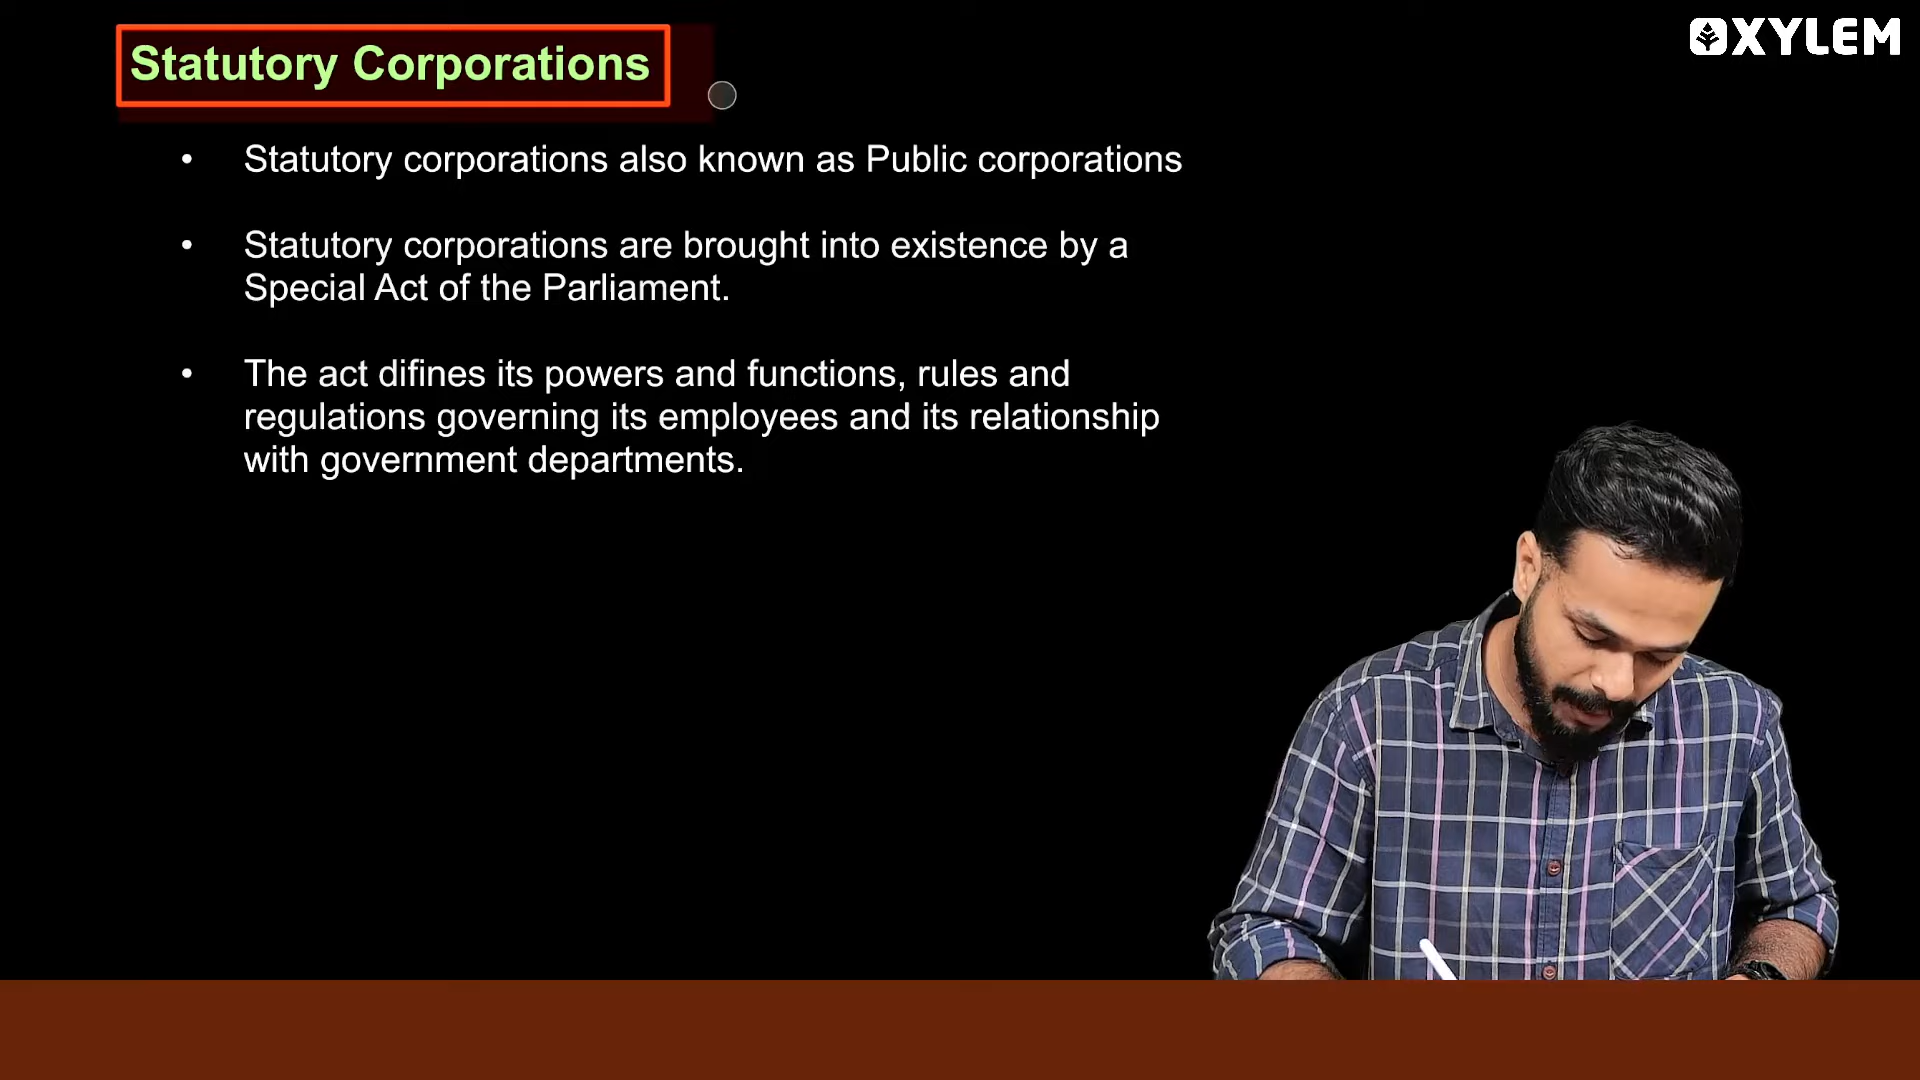 Statutory Corporations
XYLEM
• Statutory corporations also known as Public corporations
• Statutory corporations are brought into existence by a
Special Act of the Parliament.
• The act difines its powers and functions, rules and
regulations governing its employees and its relationship
with government departments.